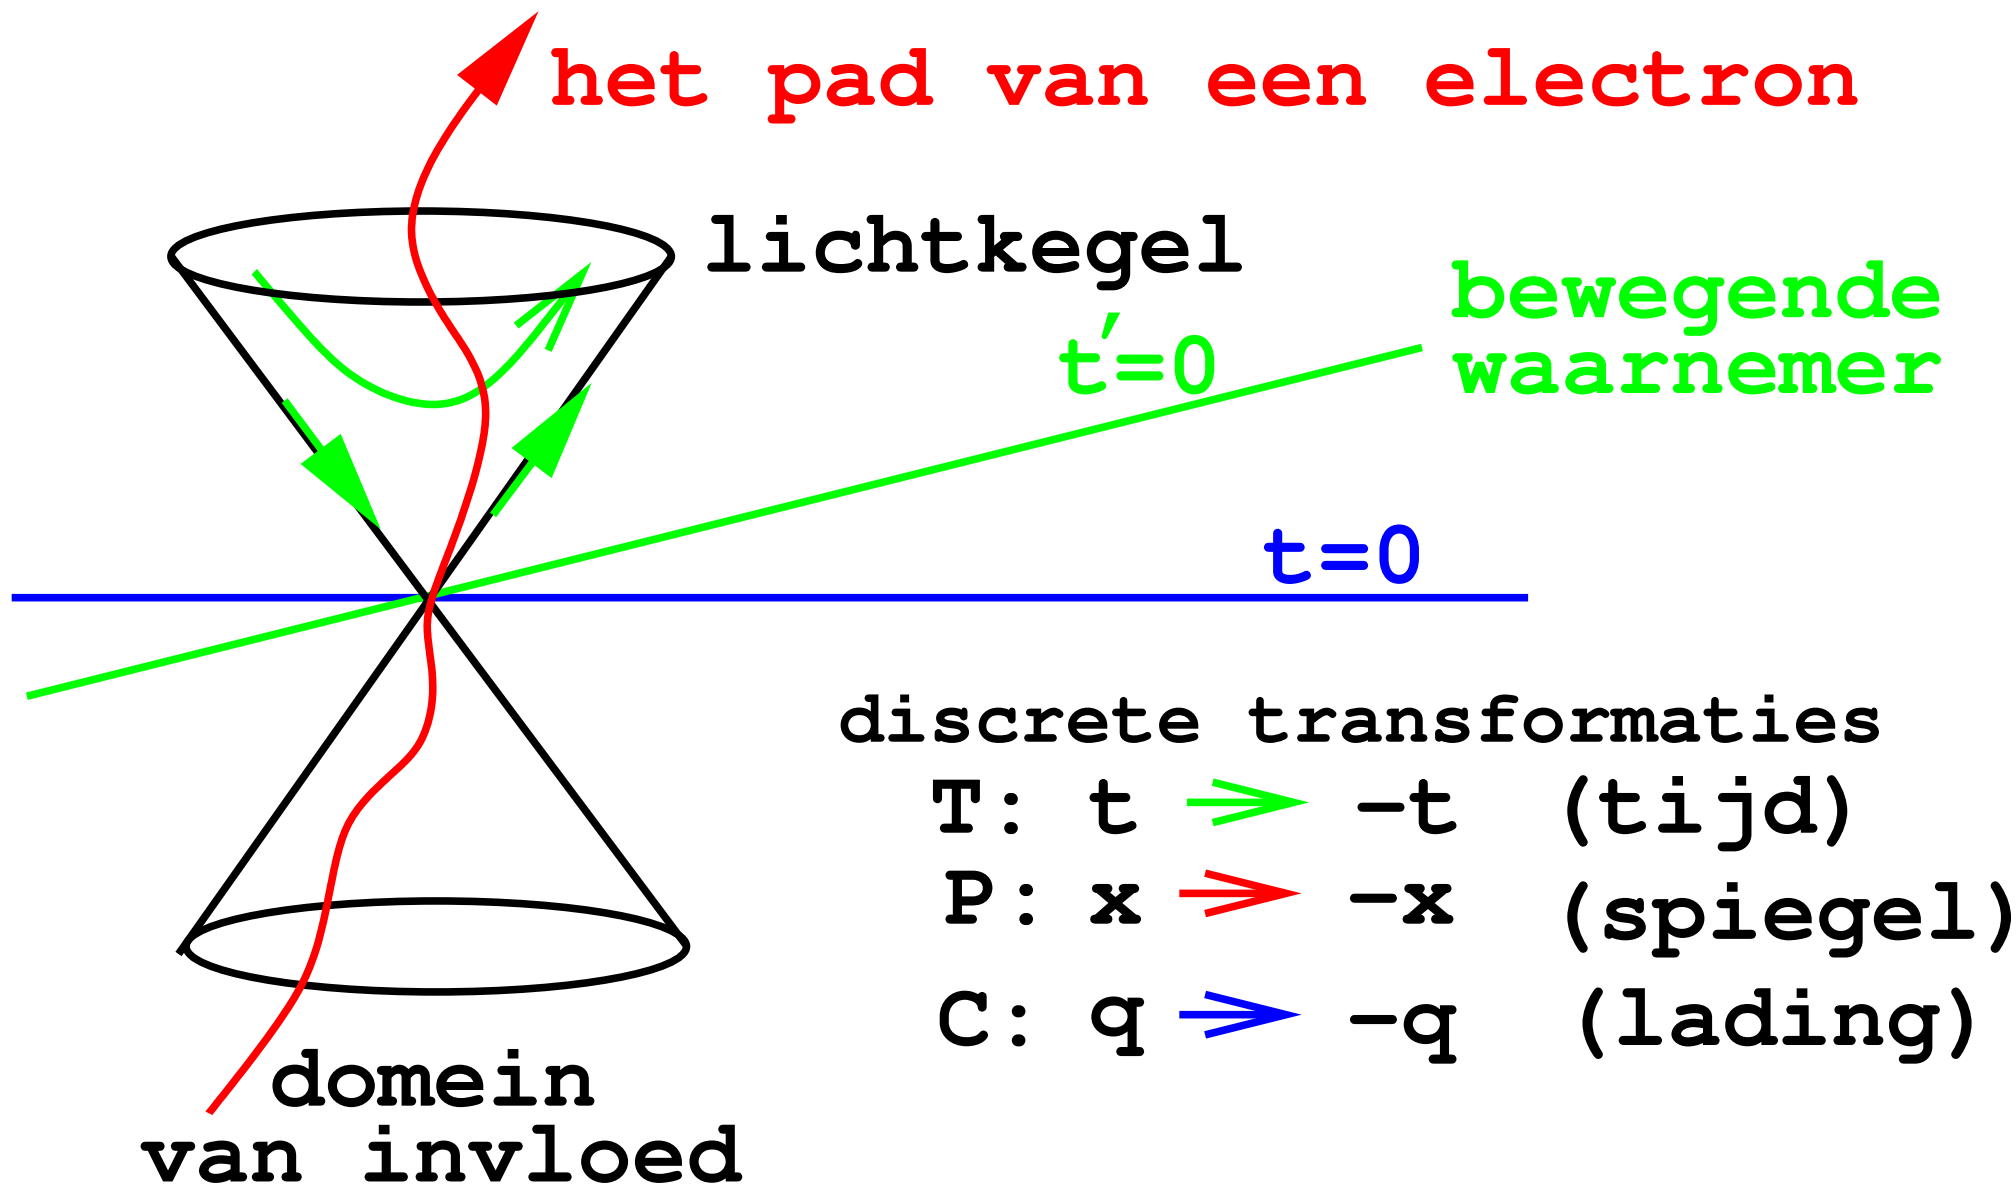 het pad van een electron
lichtkegel
bewegende
waarnemer
t′=0
t=0
discrete transformaties
T: t → -t (tijd)
P: x → -x (spiegel)
C: q → -q (lading)
domein
van invloed